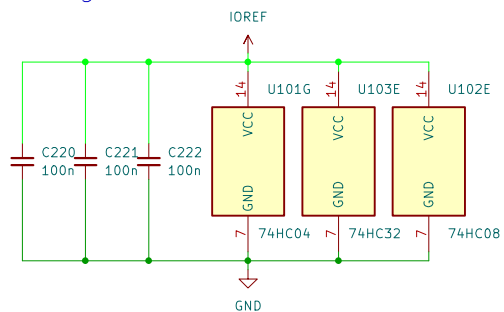 IOREF
14 U101G 14 U103E 14 U102E
VCC VCC VCC
C220 C221 C222
100n 100n 100n
GND GND GND
7 74HC04 7 74HC32 7 74HC08
GND